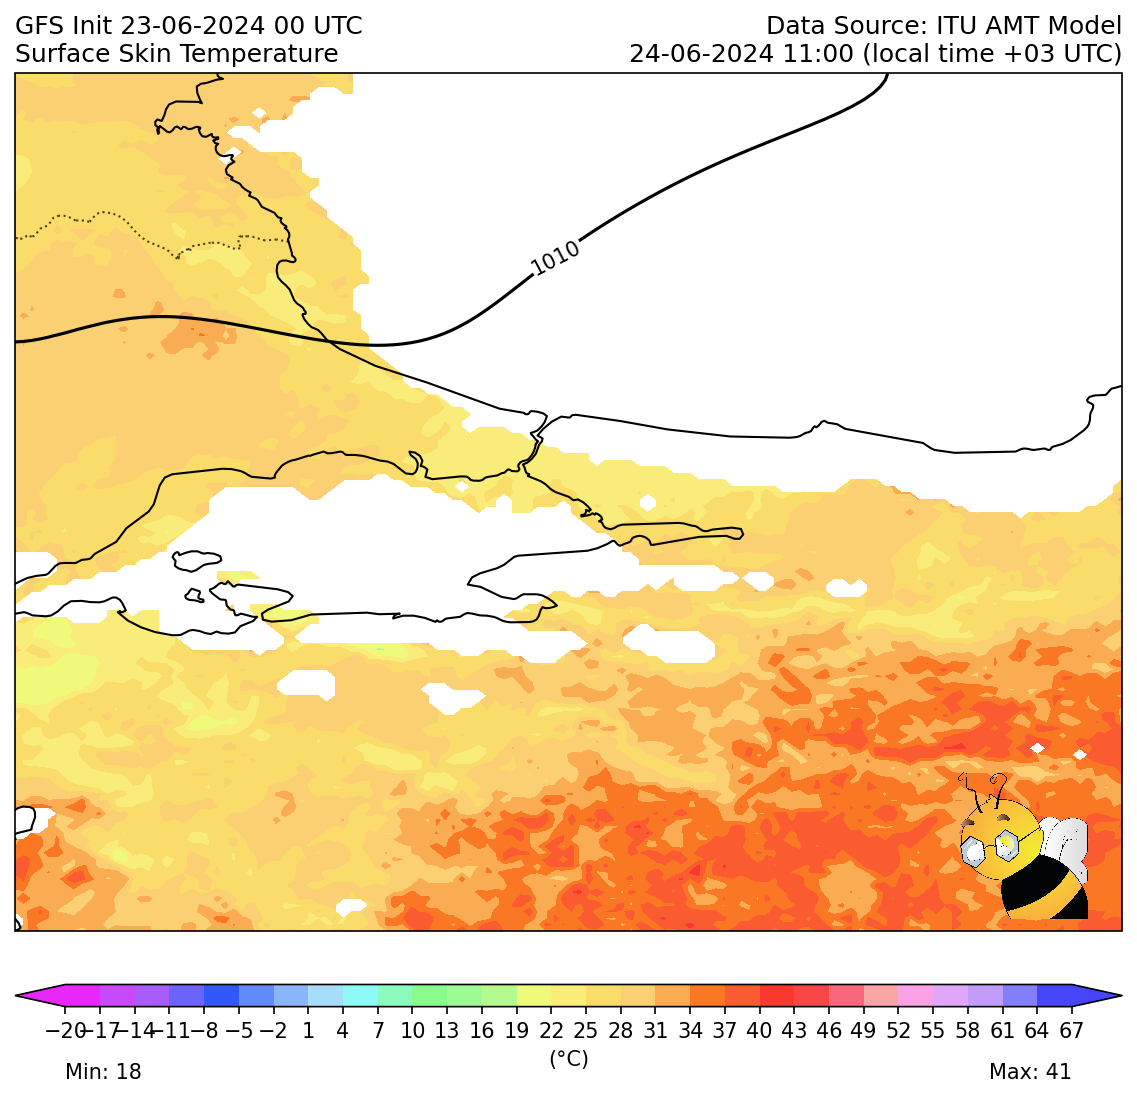 GFS Init 23-06-2024 00 UTC
Data Source: ITU AMT Model
Surface Skin Temperature
24-06-2024 11:00 (local time +03 UTC)
1010
−20 −17 −14 −11 −8 −5 −2 1 4 7 10 13 16 19 22 25 28 31 34 37 40 43 46 49 52 55 58 61 64 67
(°C)
Min: 18
Max: 41